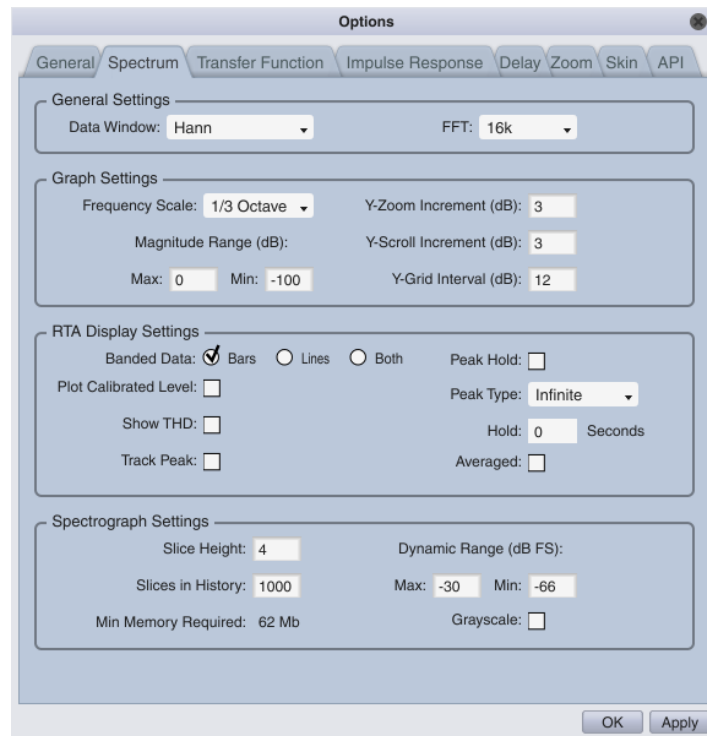 Options
General Spectrum Transfer Function Impulse Response Delay Zoom Skin API
General Settings
Data Window: Hann FFT: 16k
Graph Settings
Frequency Scale: 1/3 Octave Y-Zoom Increment (dB): 3
Magnitude Range (dB): Y-Scroll Increment (dB): 3
Max: 0 Min: -100 Y-Grid Interval (dB): 12
RTA Display Settings
Banded Data: Bars Lines Both Peak Hold:
Plot Calibrated Level: Peak Type: Infinite
Show THD: Hold: 0 Seconds
Track Peak: Averaged:
Spectrograph Settings
Slice Height: 4 Dynamic Range (dB FS):
Slices in History: 1000 Max: -30 Min: -66
Min Memory Required: 62 Mb Grayscale:
OK Apply